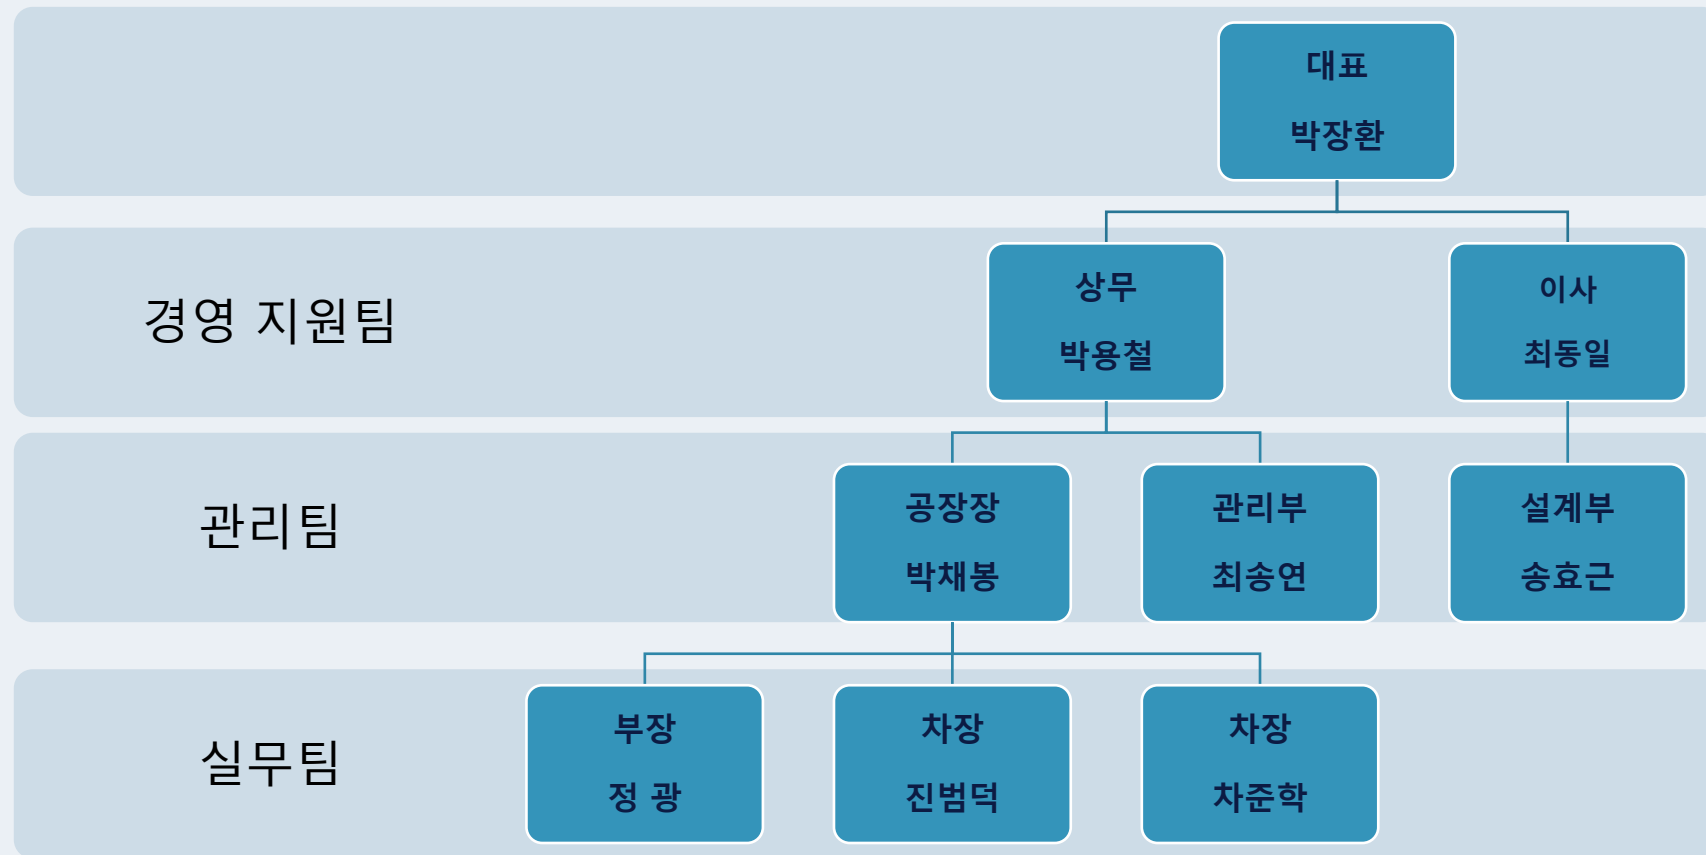 대표
박장환
경영 지원팀
상무
박용철
이사
최동일
관리팀
공장장
박채봉
관리부
최송연
설계부
송효근
실무팀
부장
정 광
차장
진범덕
차장
차준학